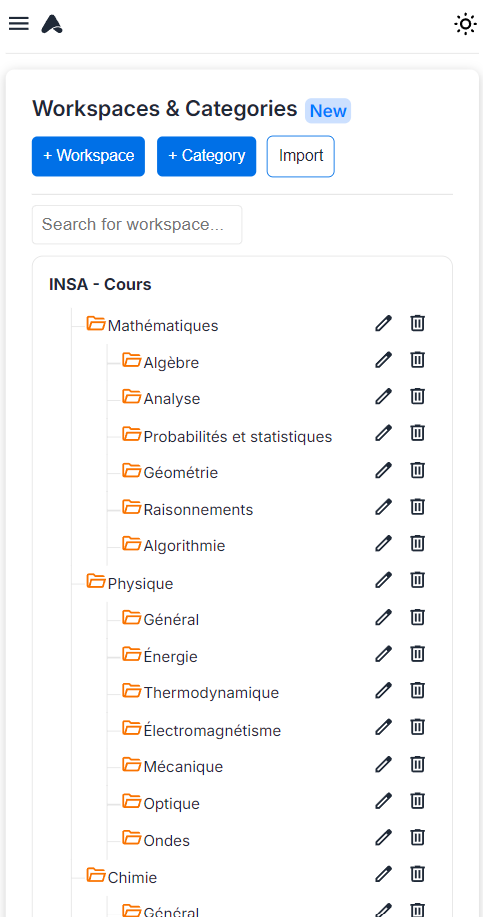 Workspaces & Categories New
+ Workspace + Category Import
Search for workspace...
INSA - Cours
Mathématiques
Algèbre
Analyse
Probabilités et statistiques
Géométrie
Raisonnements
Algorithmie
Physique
Général
Énergie
Thermodynamique
Électromagnétisme
Mécanique
Optique
Ondes
Chimie
Général